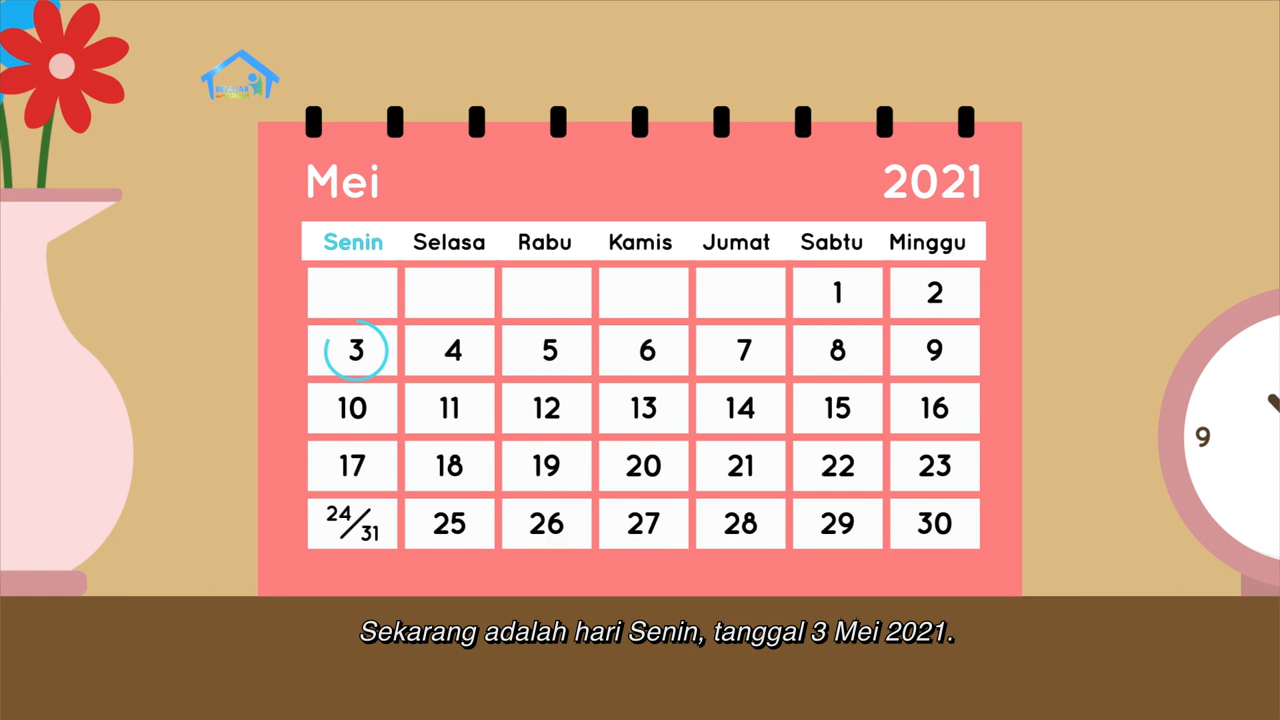 BELAJAR
Mei 2021
Senin Selasa Rabu Kamis Jumat Sabtu Minggu
1 2
3 4 5 6 7 8 9
10 11 12 13 14 15 16
17 18 19 20 21 22 23
24/31 25 26 27 28 29 30
9
Sekarang adalah hari Senin, tanggal 3 Mei 2021.